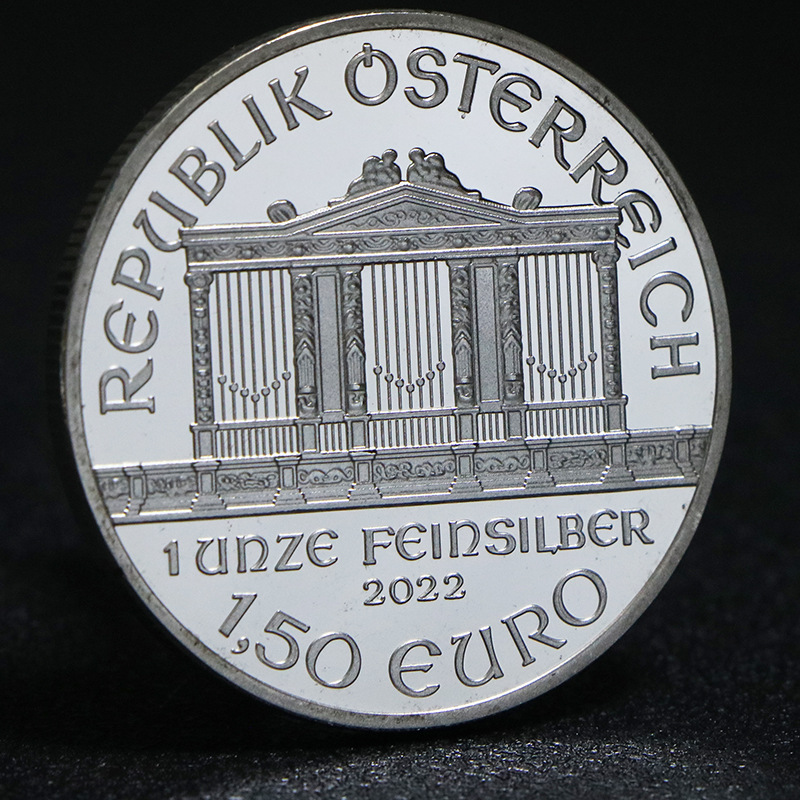 REPUBLIK ÖSTERREICH
1 UNZE FEINSILBER
2022
1,50 EURO